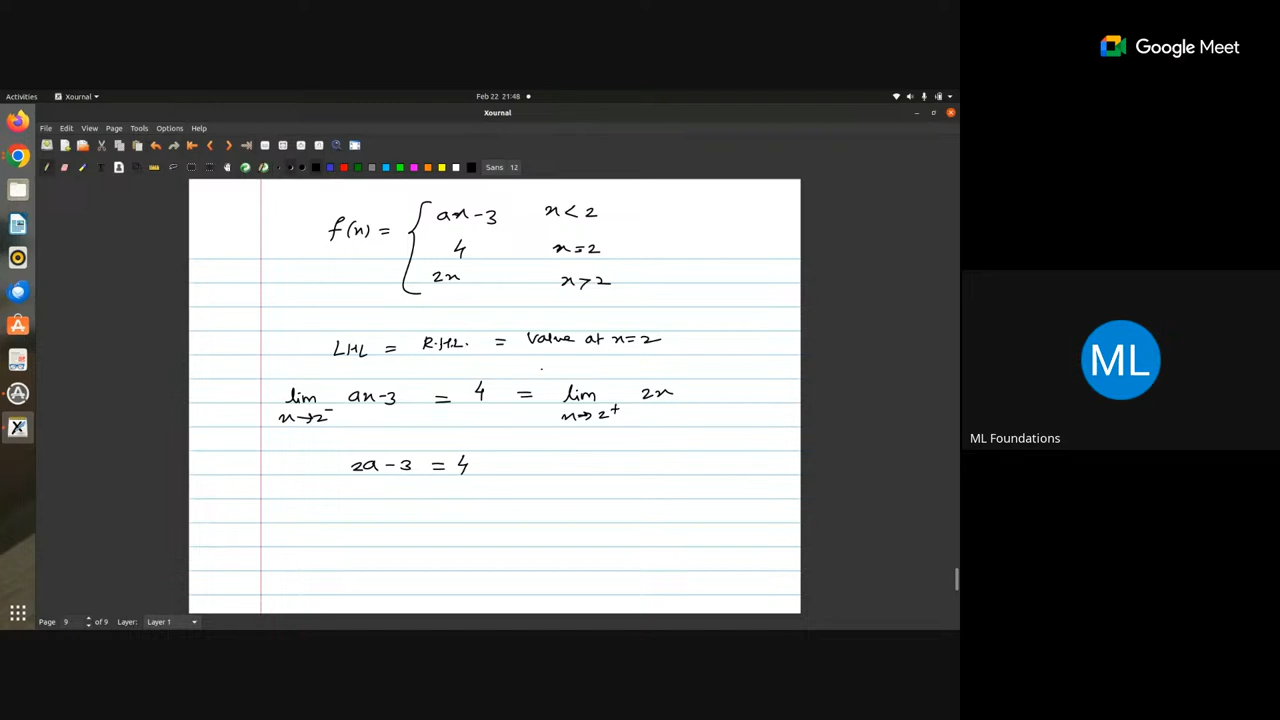 Google Meet
Activities Xournal Feb 22 21:48
Xournal
File Edit View Page Tools Options Help
Sans 12
f(x) = { ax-3 x < 2
4 x = 2
2x x > 2
LHL = R.H.L. = Value at x = 2
lim x→2⁻ ax-3 = 4 = lim x→2⁺ 2x
2a - 3 = 4
ML
ML Foundations
Page 9 of 9 Layer: Layer 1